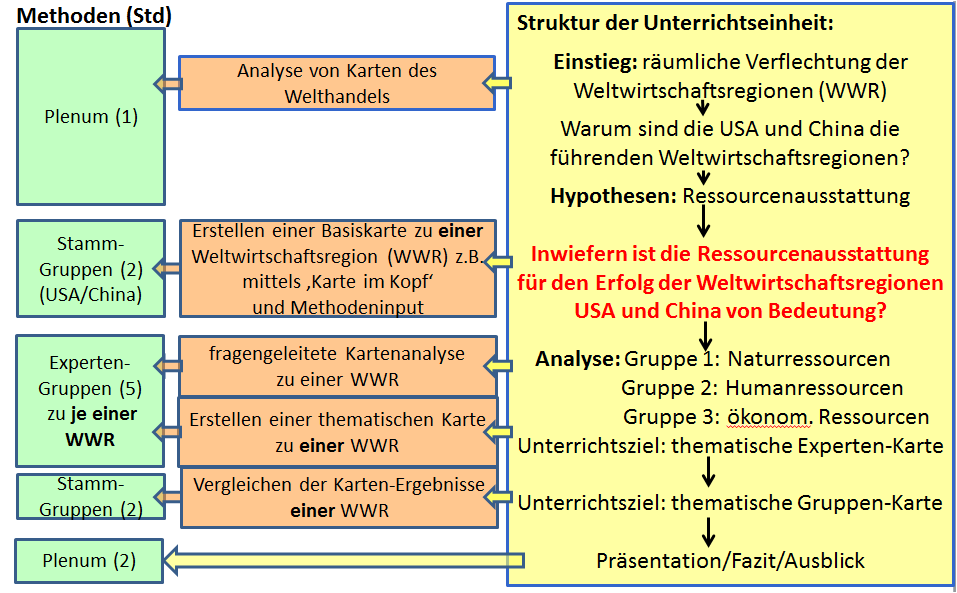 Methoden (Std)
Plenum (1)
Stamm-
Gruppen (2)
(USA/China)
Experten-
Gruppen (5)
zu je einer
WWR
Stamm-
Gruppen (2)
Plenum (2)
Analyse von Karten des
Welthandels
Erstellen einer Basiskarte zu einer
Weltwirtschaftsregion (WWR) z.B.
mittels ‚Karte im Kopf‘
und Methodeninput
fragengeleitete Kartenanalyse
zu einer WWR
Erstellen einer thematischen Karte
zu einer WWR
Vergleichen der Karten-Ergebnisse
einer WWR
Struktur der Unterrichtseinheit:
Einstieg: räumliche Verflechtung der
Weltwirtschaftsregionen (WWR)
Warum sind die USA und China die
führenden Weltwirtschaftsregionen?
Hypothesen: Ressourcenausstattung
Inwiefern ist die Ressourcenausstattung
für den Erfolg der Weltwirtschaftsregionen
USA und China von Bedeutung?
Analyse: Gruppe 1: Naturressourcen
Gruppe 2: Humanressourcen
Gruppe 3: ökonom. Ressourcen
Unterrichtsziel: thematische Experten-Karte
Unterrichtsziel: thematische Gruppen-Karte
Präsentation/Fazit/Ausblick